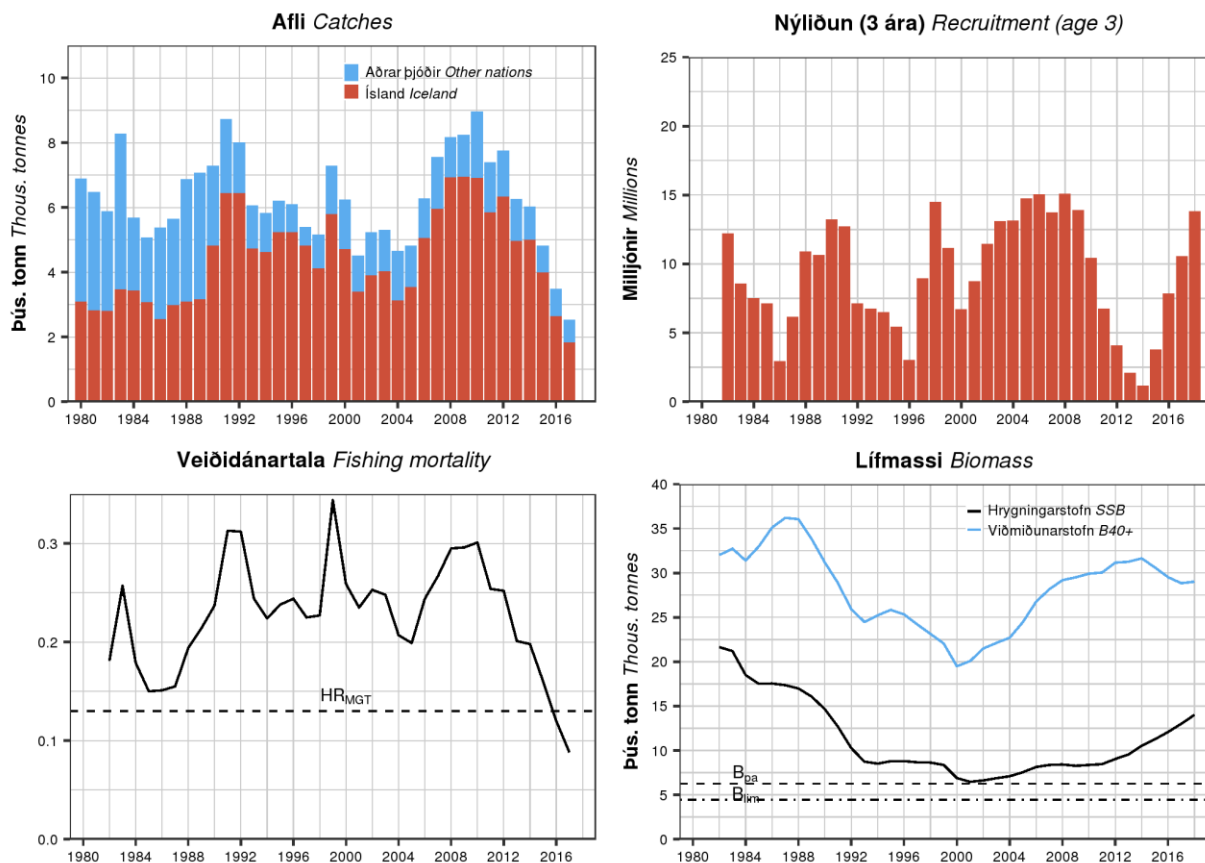 Afli Catches
Þús. tonn Thous. tonnes
10
8
6
4
2
0
Aðrar þjóðir Other nations
Ísland Iceland
1980 1984 1988 1992 1996 2000 2004 2008 2012 2016
Nýliðun (3 ára) Recruitment (age 3)
Milljónir Millions
25
20
15
10
5
0
1980 1984 1988 1992 1996 2000 2004 2008 2012 2016
Veiðidánartala Fishing mortality
0.3
0.2
0.1
0.0
HRMGT
1980 1984 1988 1992 1996 2000 2004 2008 2012 2016
Lífmassi Biomass
Þús. tonn Thous. tonnes
40
35
30
25
20
15
10
5
0
Hrygningarstofn SSB
Viðmiðunarstofn B40+
Bpa
Blim
1980 1984 1988 1992 1996 2000 2004 2008 2012 2016